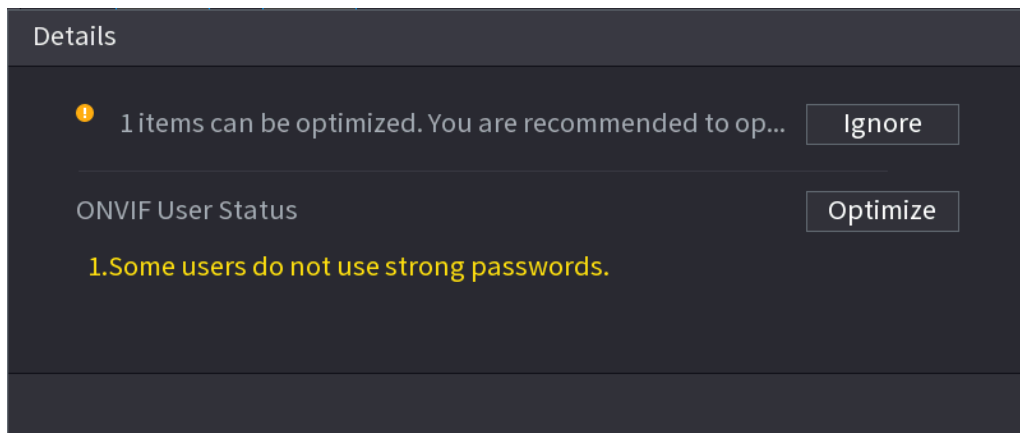 Details
1 items can be optimized. You are recommended to op...
Ignore
ONVIF User Status
Optimize
1.Some users do not use strong passwords.